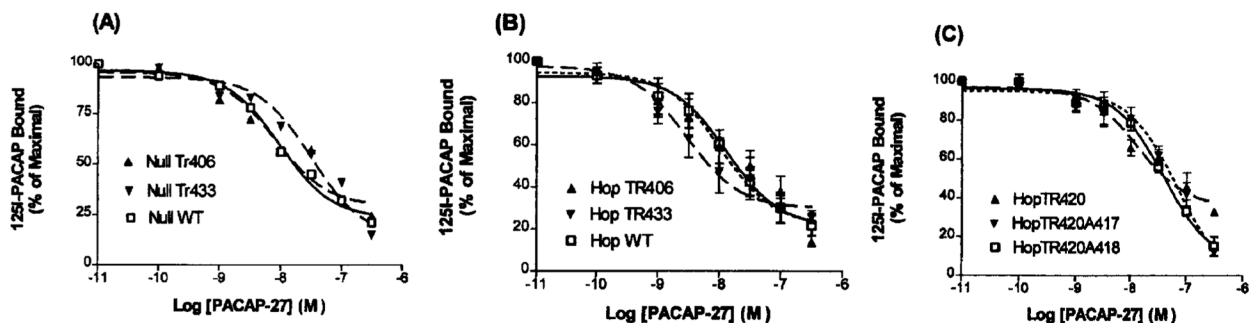 (A)
125I-PACAP Bound
(% of Maximal)
100
75
50
25
0
Null Tr406
Null Tr433
Null WT
-11
-10
-9
-8
-7
-6
Log [PACAP-27] (M)
(B)
125I-PACAP Bound
(% of Maximal)
100
80
60
40
20
0
Hop TR406
Hop TR433
Hop WT
-11
-10
-9
-8
-7
-6
Log [PACAP-27] (M)
(C)
125I-PACAP Bound
(% of Maximal)
100
80
60
40
20
0
HopTR420
HopTR420A417
HopTR420A418
-11
-10
-9
-8
-7
-6
Log [PACAP-27] (M)